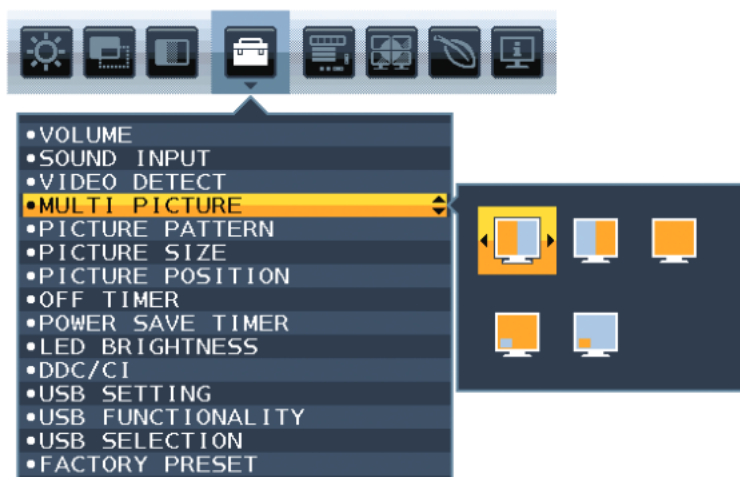 •VOLUME
•SOUND INPUT
•VIDEO DETECT
•MULTI PICTURE
•PICTURE PATTERN
•PICTURE SIZE
•PICTURE POSITION
•OFF TIMER
•POWER SAVE TIMER
•LED BRIGHTNESS
•DDC/CI
•USB SETTING
•USB FUNCTIONALITY
•USB SELECTION
•FACTORY PRESET